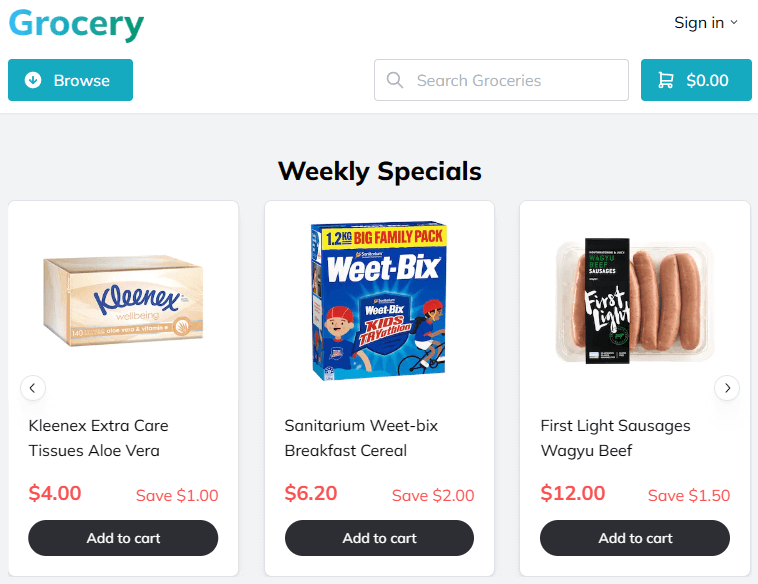 Grocery
Sign in
Browse
Search Groceries
$0.00
Weekly Specials
Kleenex
wellbeing
140
aloe vera & vitamin e
1.2KG BIG FAMILY PACK
Sanitarium
Weet-Bix
Sanitarium
Weet-Bix
KIDS
TRYathlon
WAGYU
BEEF
SAUSAGES
First
Light
Kleenex Extra Care
Tissues Aloe Vera
$4.00
Save $1.00
Add to cart
Sanitarium Weet-bix
Breakfast Cereal
$6.20
Save $2.00
Add to cart
First Light Sausages
Wagyu Beef
$12.00
Save $1.50
Add to cart